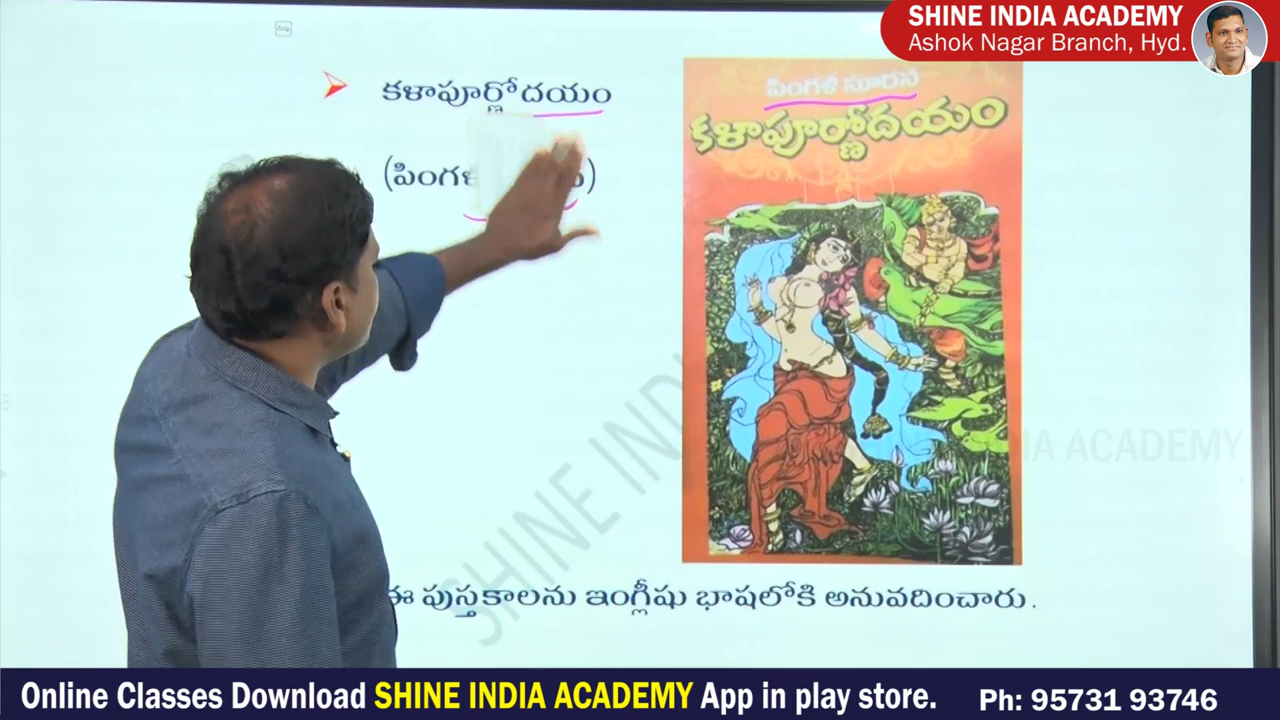 SHINE INDIA ACADEMY
Ashok Nagar Branch, Hyd.
కళాపూర్ణోదయం
(పింగళి
పింగళి సూరన
కళాపూర్ణోదయం
SHINE INDIA ACADEMY
ఈ పుస్తకాలను ఇంగ్లీషు భాషలోకి అనువదించారు.
Online Classes Download SHINE INDIA ACADEMY App in play store.
Ph: 95731 93746